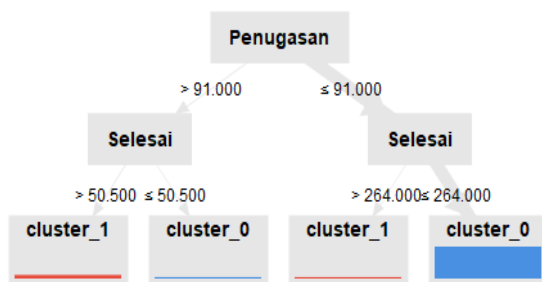 Penugasan
> 91.000 ≤ 91.000
Selesai Selesai
> 50.500 ≤ 50.500 > 264.000 ≤ 264.000
cluster_1 cluster_0 cluster_1 cluster_0